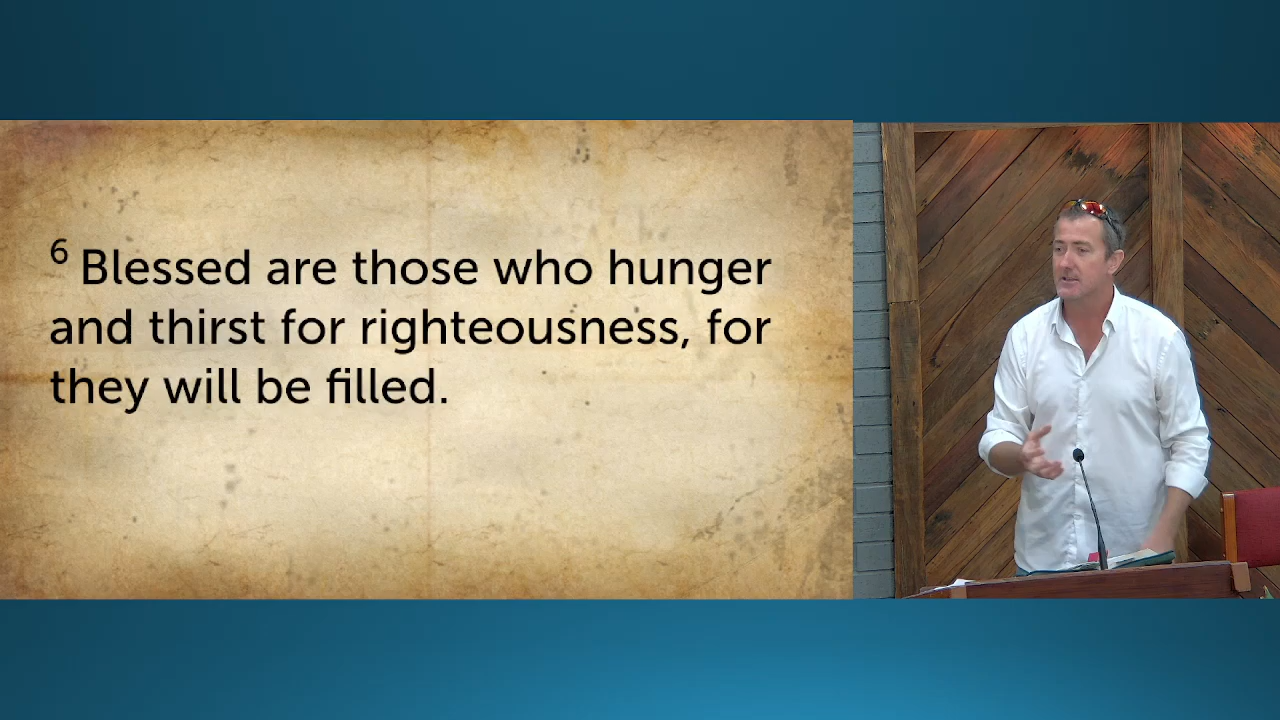 6 Blessed are those who hunger
and thirst for righteousness, for
they will be filled.